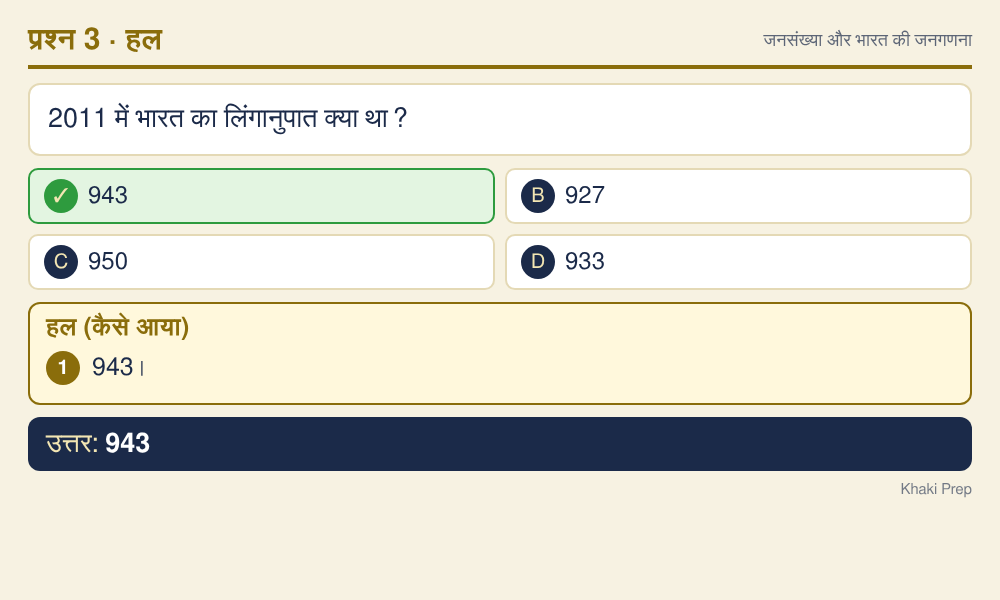 प्रश्न 3 · हल
जनसंख्या और भारत की जनगणना
2011 में भारत का लिंगानुपात क्या था ?
✓ 943
B 927
C 950
D 933
हल (कैसे आया)
1 943।
उत्तर: 943
Khaki Prep